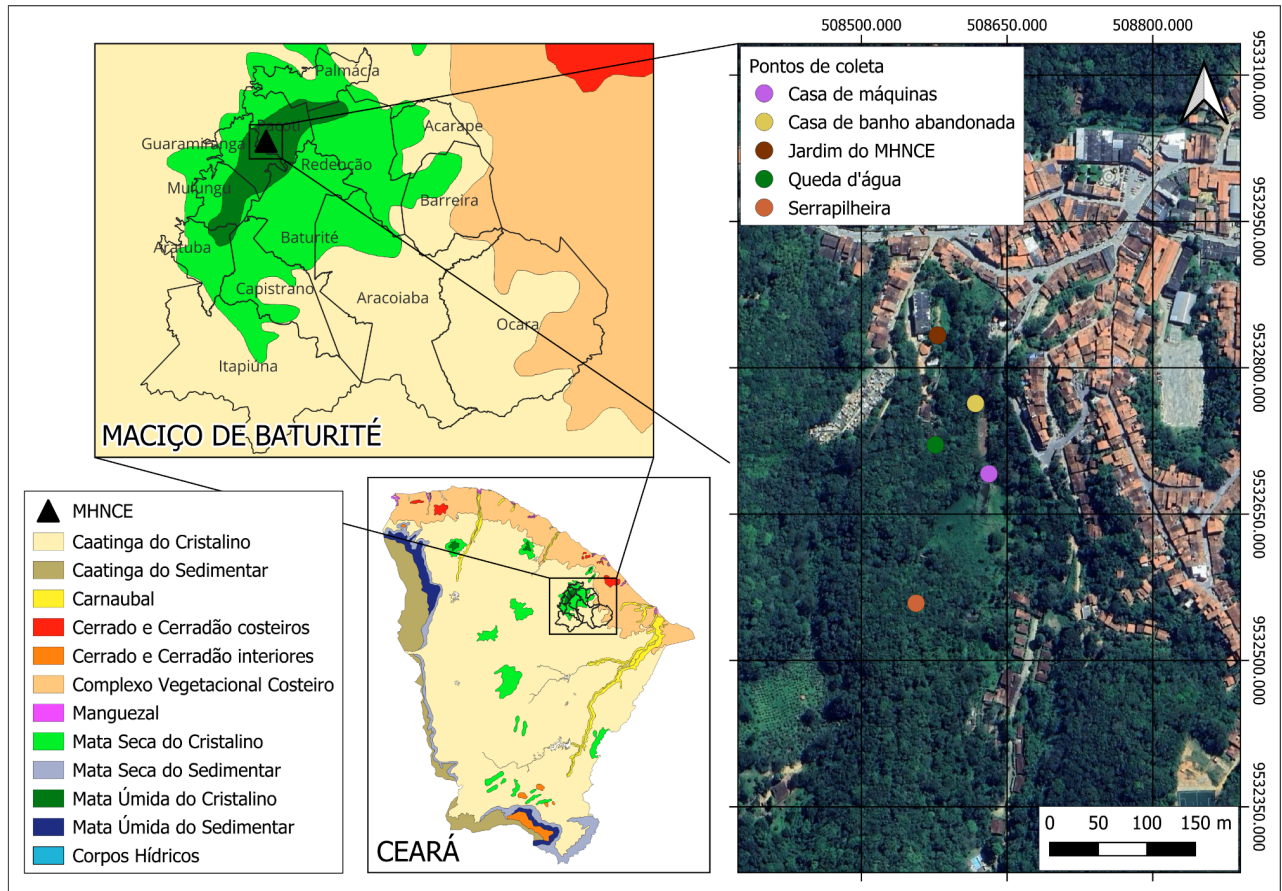 Palmácia
Pacoti
Guaramiranga
Acarape
Redenção
Mulungu
Barreira
Aratuba
Baturité
Capistrano
Aracoiaba
Ocara
Itapiúna
MACIÇO DE BATURITÉ
508500.000
508650.000
508800.000
Pontos de coleta
Casa de máquinas
Casa de banho abandonada
Jardim do MHNCE
Queda d'água
Serrapilheira
9533100.000
9532950.000
9532800.000
9532650.000
9532500.000
9532350.000
0 50 100 150 m
MHNCE
Caatinga do Cristalino
Caatinga do Sedimentar
Carnaubal
Cerrado e Cerradão costeiros
Cerrado e Cerradão interiores
Complexo Vegetacional Costeiro
Manguezal
Mata Seca do Cristalino
Mata Seca do Sedimentar
Mata Úmida do Cristalino
Mata Úmida do Sedimentar
Corpos Hídricos
CEARÁ